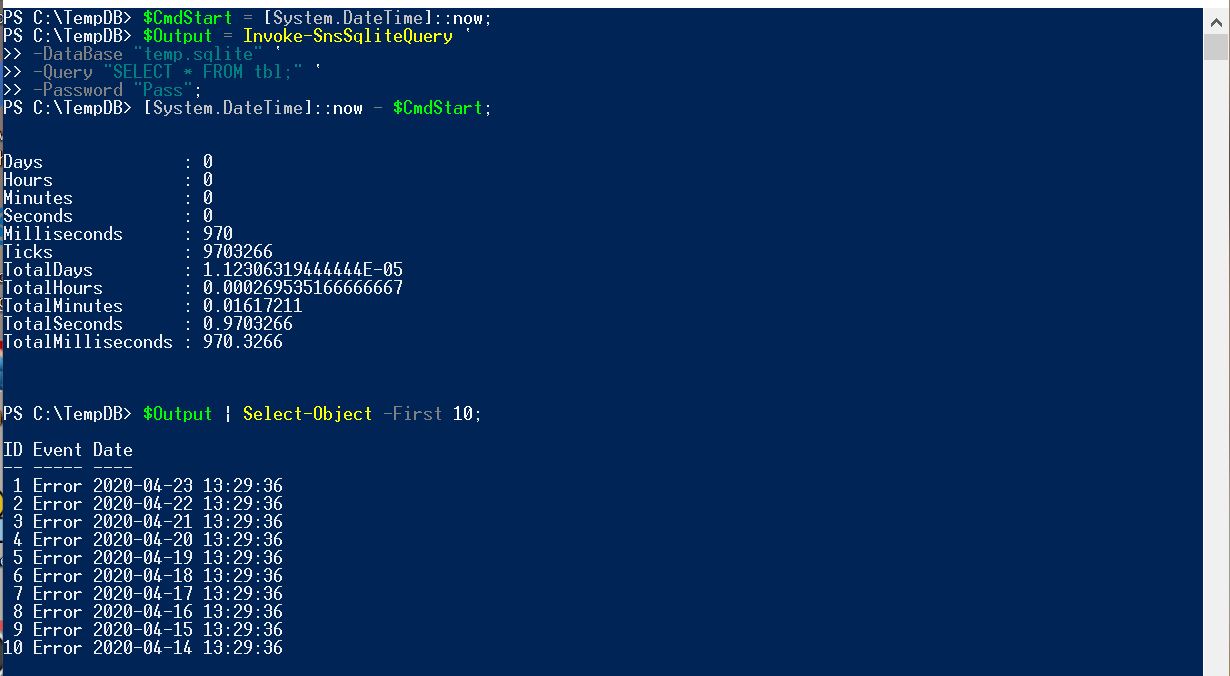 PS C:\TempDB> $CmdStart = [System.DateTime]::now;
PS C:\TempDB> $Output = Invoke-SnsSqliteQuery `
>> -DataBase "temp.sqlite" `
>> -Query "SELECT * FROM tbl;" `
>> -Password "Pass";
PS C:\TempDB> [System.DateTime]::now - $CmdStart;
Days              : 0
Hours             : 0
Minutes           : 0
Seconds           : 0
Milliseconds      : 970
Ticks             : 9703266
TotalDays         : 1.12306319444444E-05
TotalHours        : 0.000269535166666667
TotalMinutes      : 0.01617211
TotalSeconds      : 0.9703266
TotalMilliseconds : 970.3266
PS C:\TempDB> $Output | Select-Object -First 10;
ID Event Date
-- ----- ----
 1 Error 2020-04-23 13:29:36
 2 Error 2020-04-22 13:29:36
 3 Error 2020-04-21 13:29:36
 4 Error 2020-04-20 13:29:36
 5 Error 2020-04-19 13:29:36
 6 Error 2020-04-18 13:29:36
 7 Error 2020-04-17 13:29:36
 8 Error 2020-04-16 13:29:36
 9 Error 2020-04-15 13:29:36
10 Error 2020-04-14 13:29:36